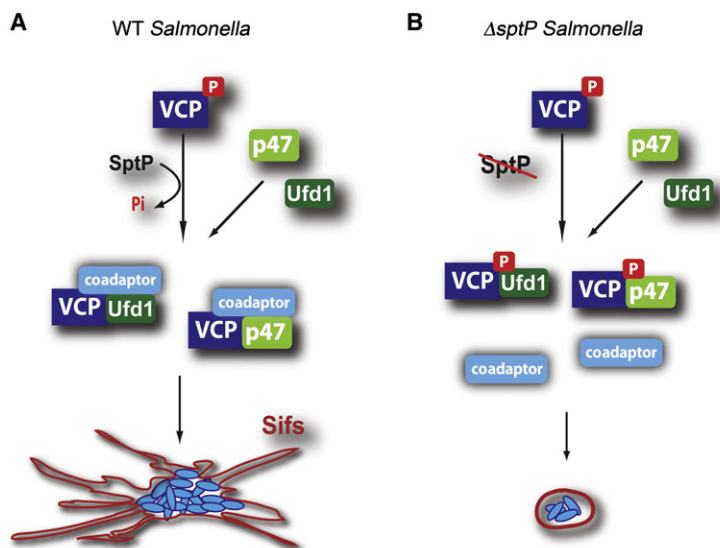 A
WT Salmonella
P
VCP
SptP
Pi
p47
Ufd1
coadaptor
VCP Ufd1
coadaptor
VCP p47
Sifs
B
ΔsptP Salmonella
P
VCP
SptP
p47
Ufd1
P
VCP Ufd1
P
VCP p47
coadaptor
coadaptor